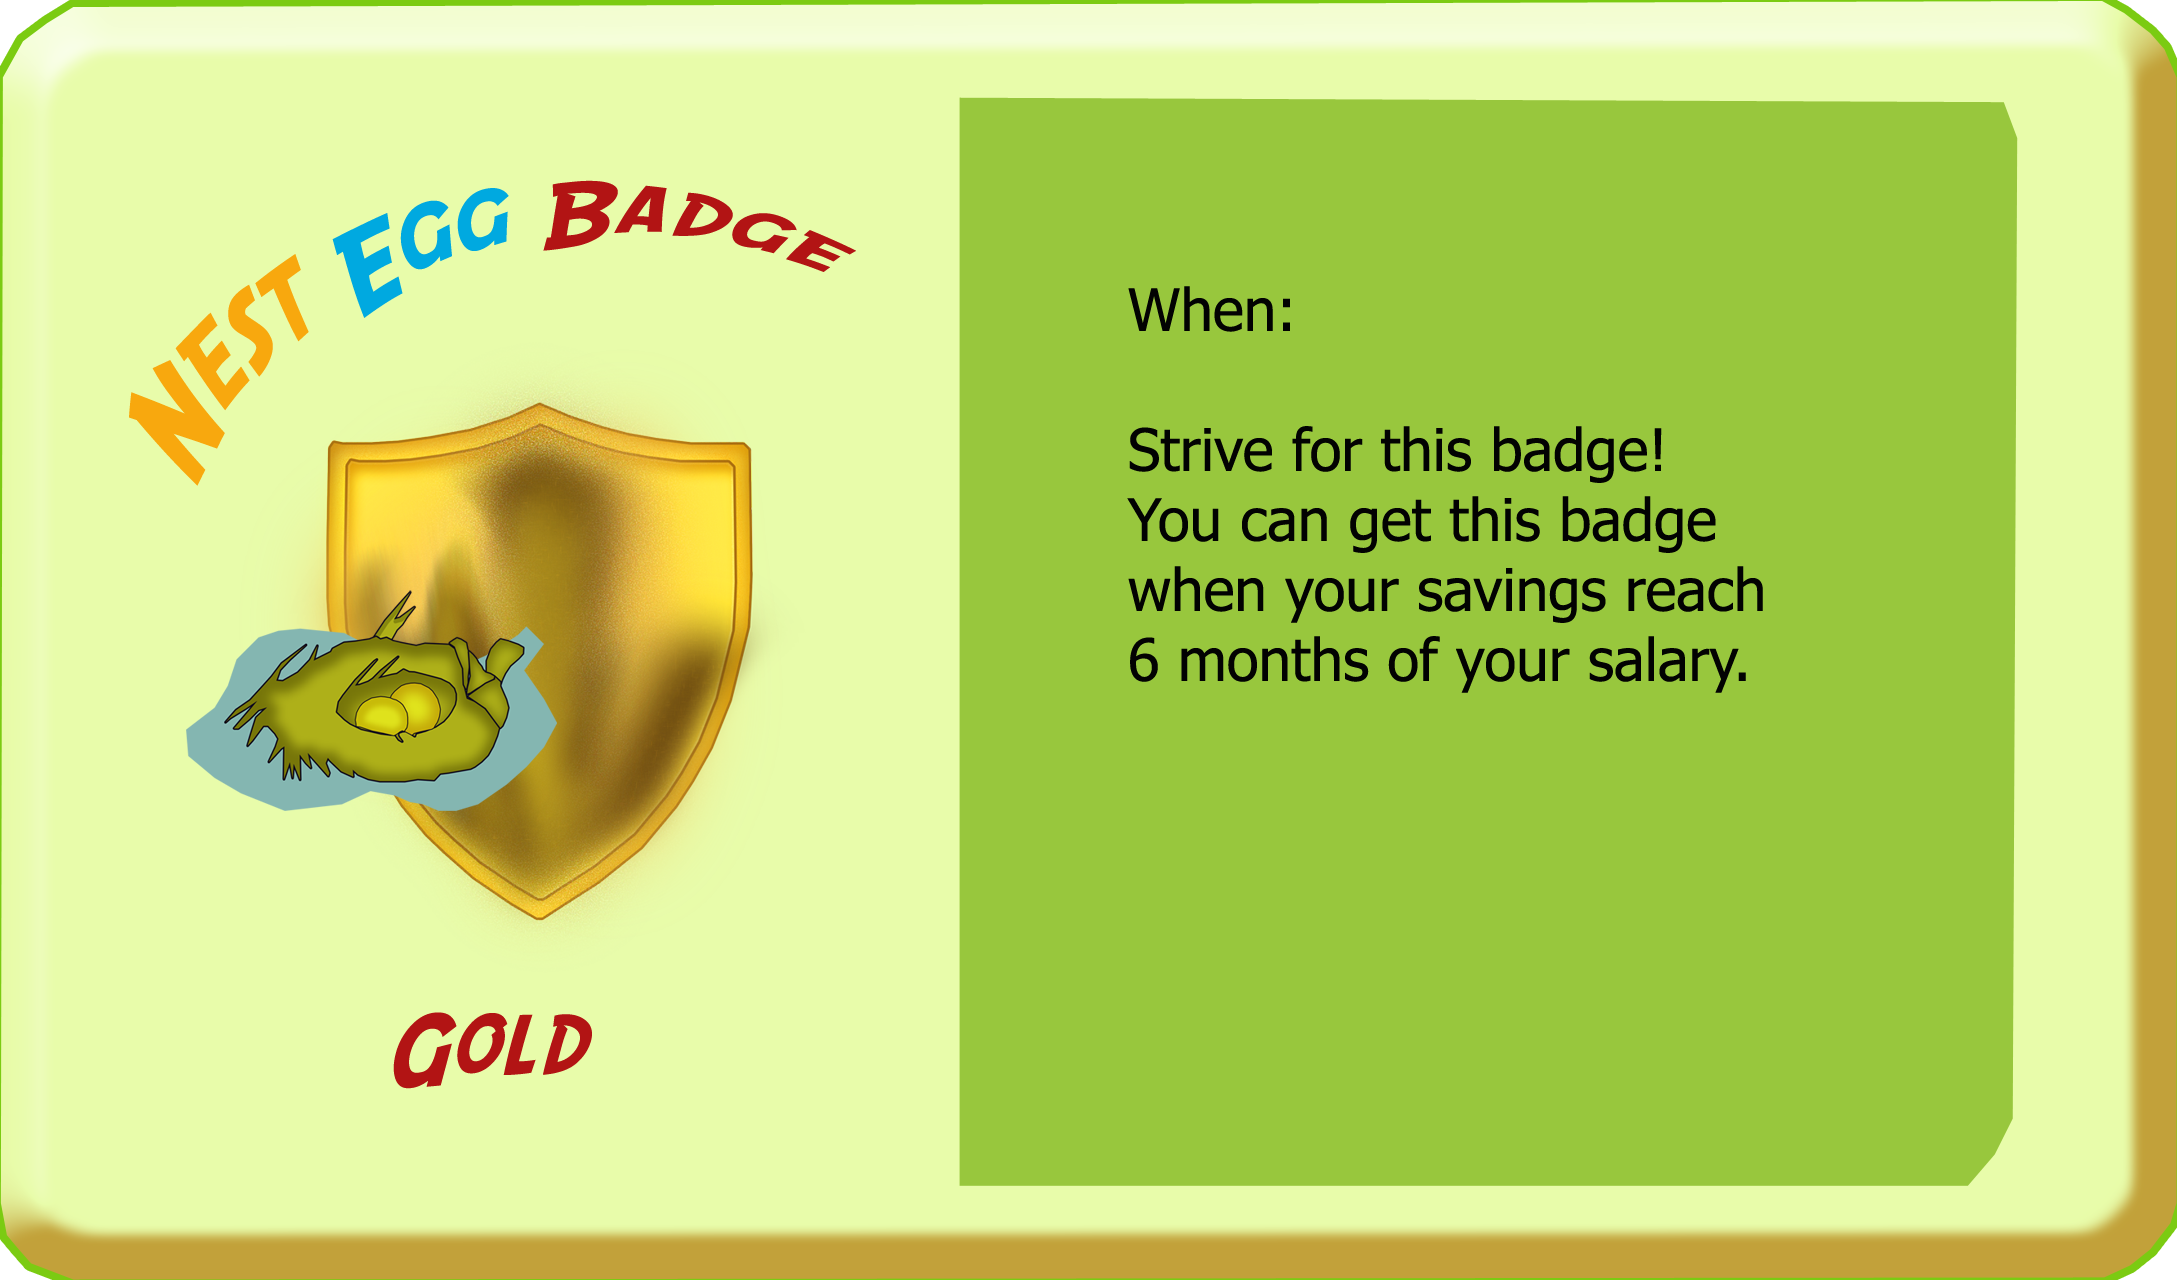 Nest Egg Badge
Gold
When:
Strive for this badge!
You can get this badge
when your savings reach
6 months of your salary.